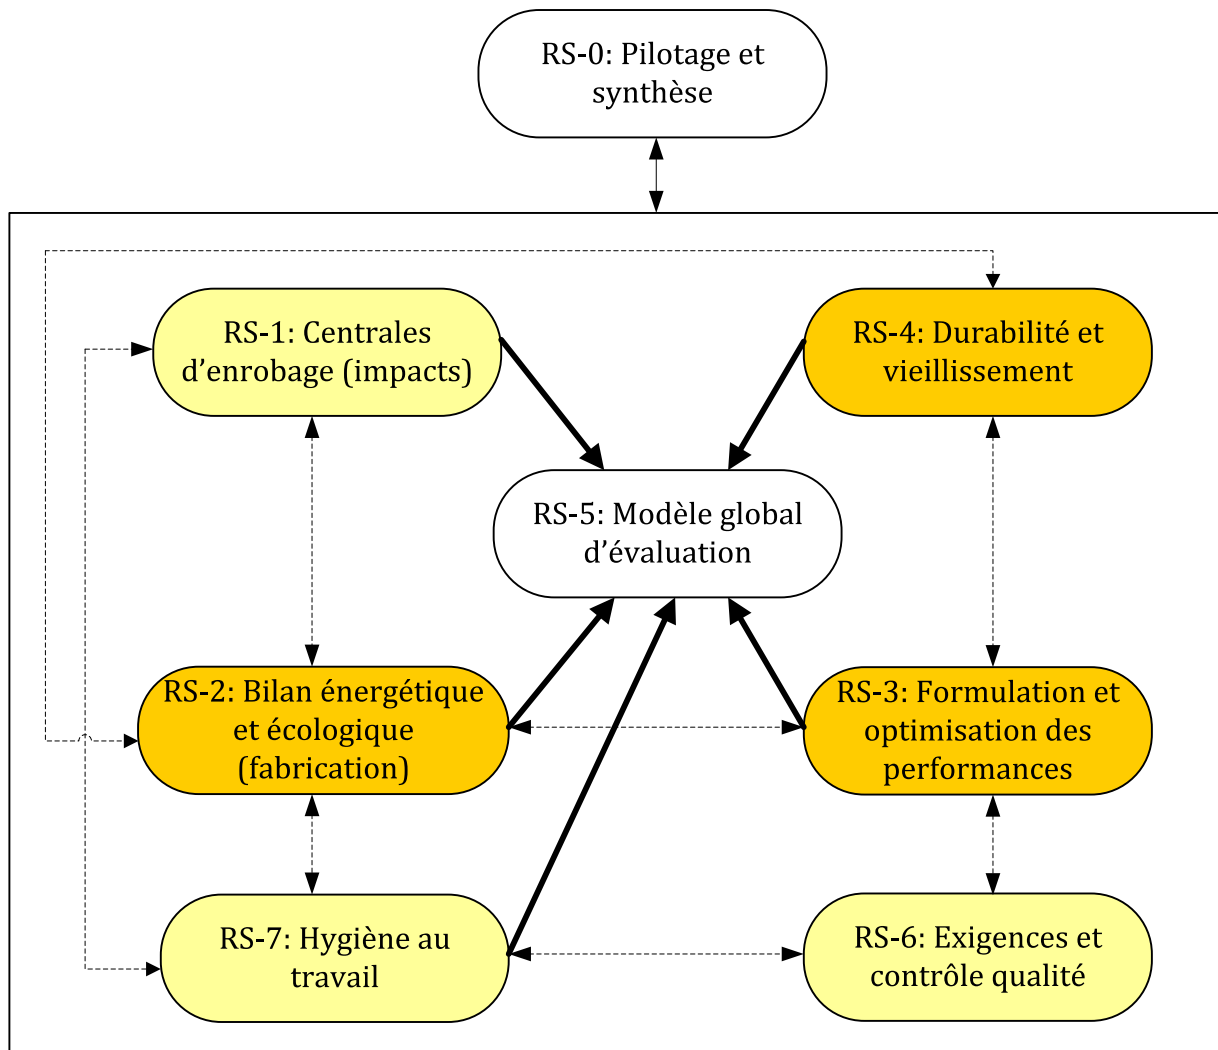 RS-0: Pilotage et
synthèse
RS-1: Centrales
d'enrobage (impacts)
RS-4: Durabilité et
vieillissement
RS-5: Modèle global
d'évaluation
RS-2: Bilan énergétique
et écologique
(fabrication)
RS-3: Formulation et
optimisation des
performances
RS-7: Hygiène au
travail
RS-6: Exigences et
contrôle qualité